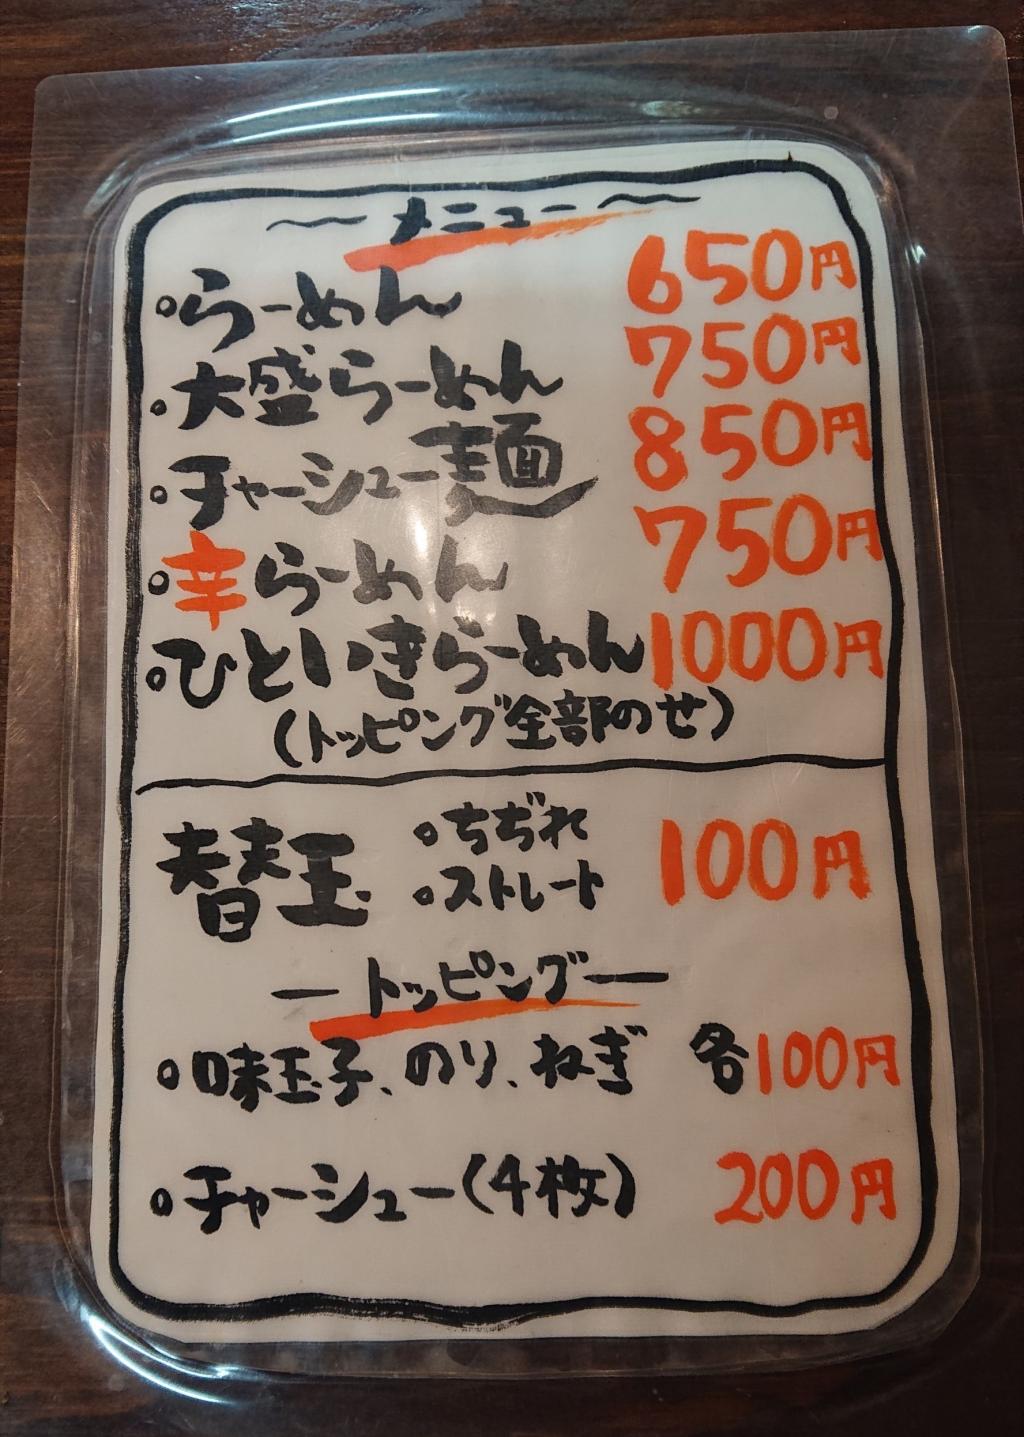 ～メニュー～
。らーめん 650円
。大盛らーめん 750円
。チャーシュー麺 850円
。辛らーめん 750円
。ひといきらーめん 1000円
(トッピング全部のせ)
替玉 。ちぢれ 。ストレート 100円
ートッピングー
。味玉子、のり、ねぎ 各100円
。チャーシュー(4枚) 200円